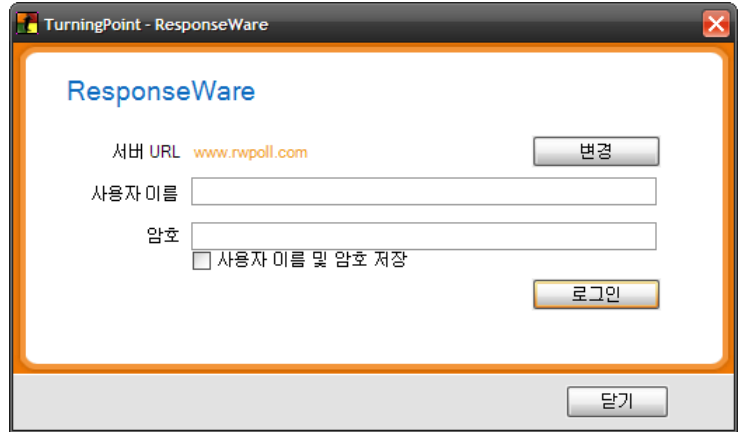 TurningPoint - ResponseWare
ResponseWare
서버 URL www.rwpoll.com 변경
사용자 이름
암호
사용자 이름 및 암호 저장
로그인
닫기